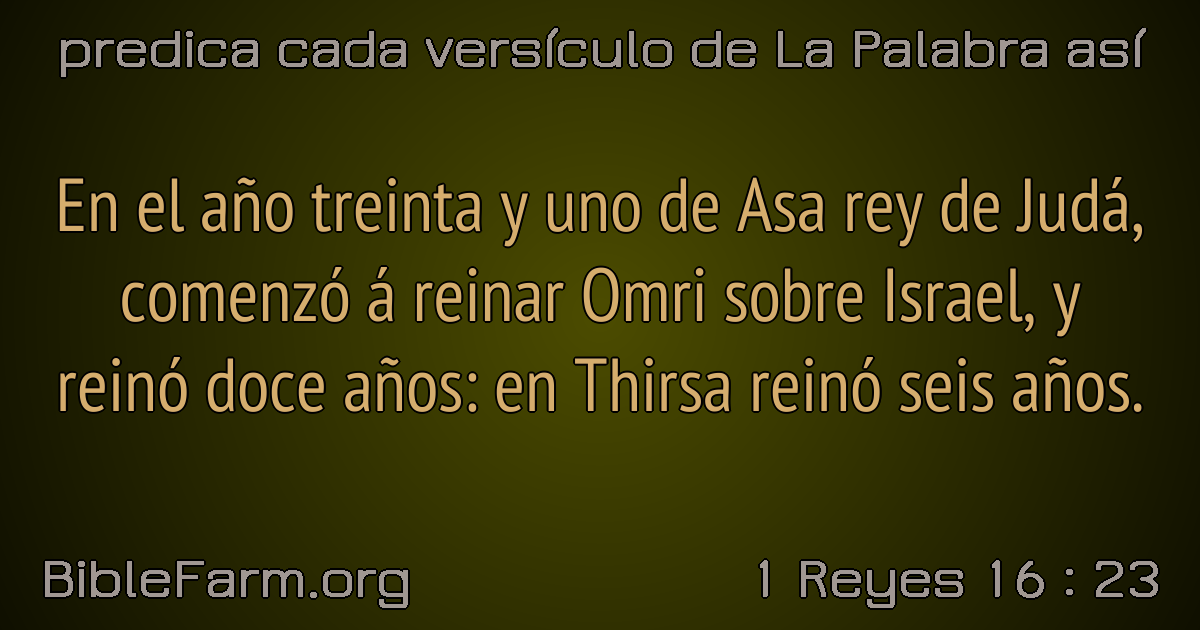 predica cada versículo de La Palabra así
En el año treinta y uno de Asa rey de Judá,
comenzó á reinar Omri sobre Israel, y
reinó doce años: en Thirsa reinó seis años.
BibleFarm.org
1 Reyes 16 : 23